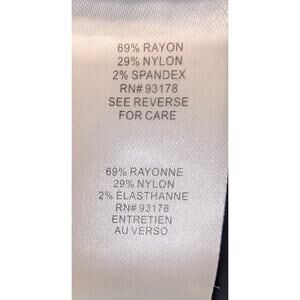 69% RAYON
29% NYLON
2% SPANDEX
RN# 93178
SEE REVERSE
FOR CARE
69% RAYONNE
29% NYLON
2% ÉLASTHANNE
RN# 93178
ENTRETIEN
AU VERSO